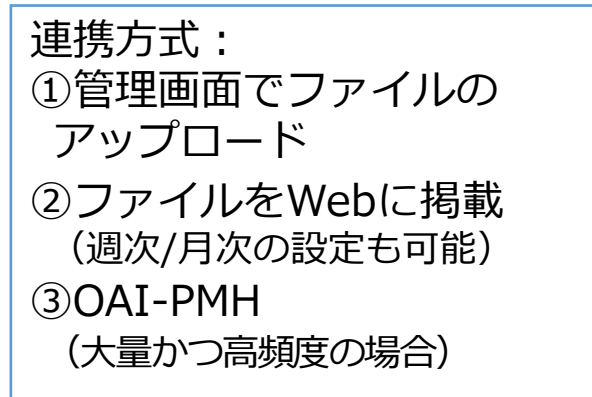 連携方式：
①管理画面でファイルの
アップロード
②ファイルをWebに掲載
（週次/月次の設定も可能）
③OAI-PMH
（大量かつ高頻度の場合）